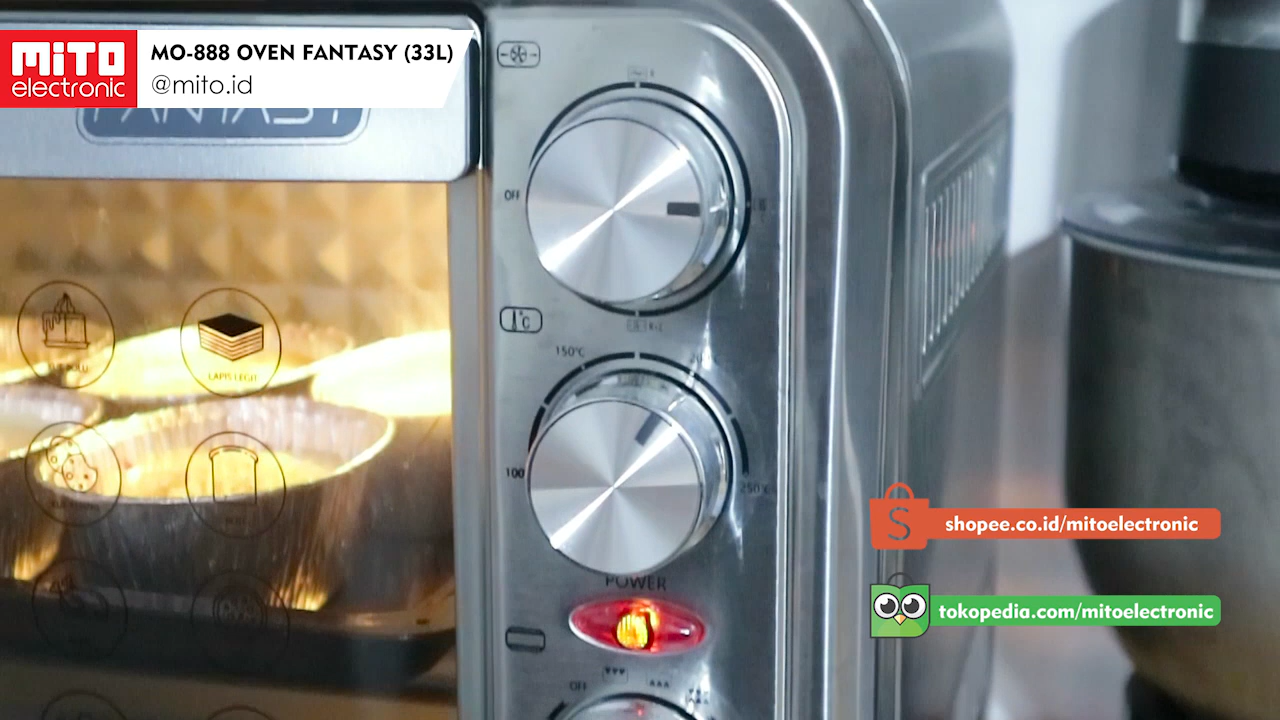 MiTO
electronic
MO-888 OVEN FANTASY (33L)
@mito.id
FANTASY
OFF
°C
150°C
LAPIS LEGIT
100
250°C
shopee.co.id/mitoelectronic
POWER
tokopedia.com/mitoelectronic
OFF